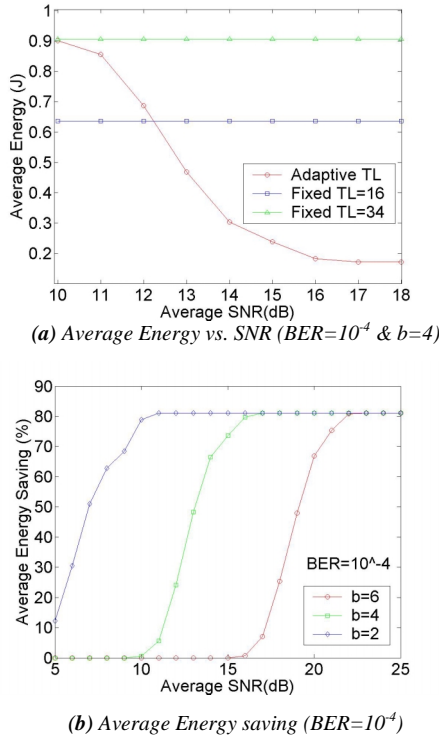 1
0.9
0.8
0.7
0.6
0.5
0.4
0.3
0.2
Average Energy (J)
Adaptive TL
Fixed TL=16
Fixed TL=34
10 11 12 13 14 15 16 17 18
Average SNR(dB)
(a) Average Energy vs. SNR (BER=10⁻⁴ & b=4)
90
80
70
60
50
40
30
20
10
0
Average Energy Saving (%)
BER=10^-4
b=6
b=4
b=2
5 10 15 20 25
Average SNR(dB)
(b) Average Energy saving (BER=10⁻⁴)